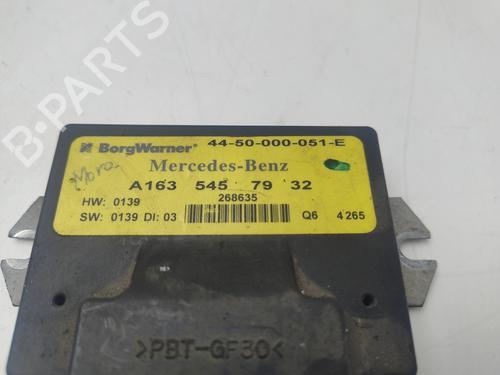 B-PARTS
BorgWarner 44-50-000-051-E
Mercedes-Benz
A163 545 79 32
HW: 0139 268635
SW: 0139 DI: 03 Q6 4265
>PBT-GF30<